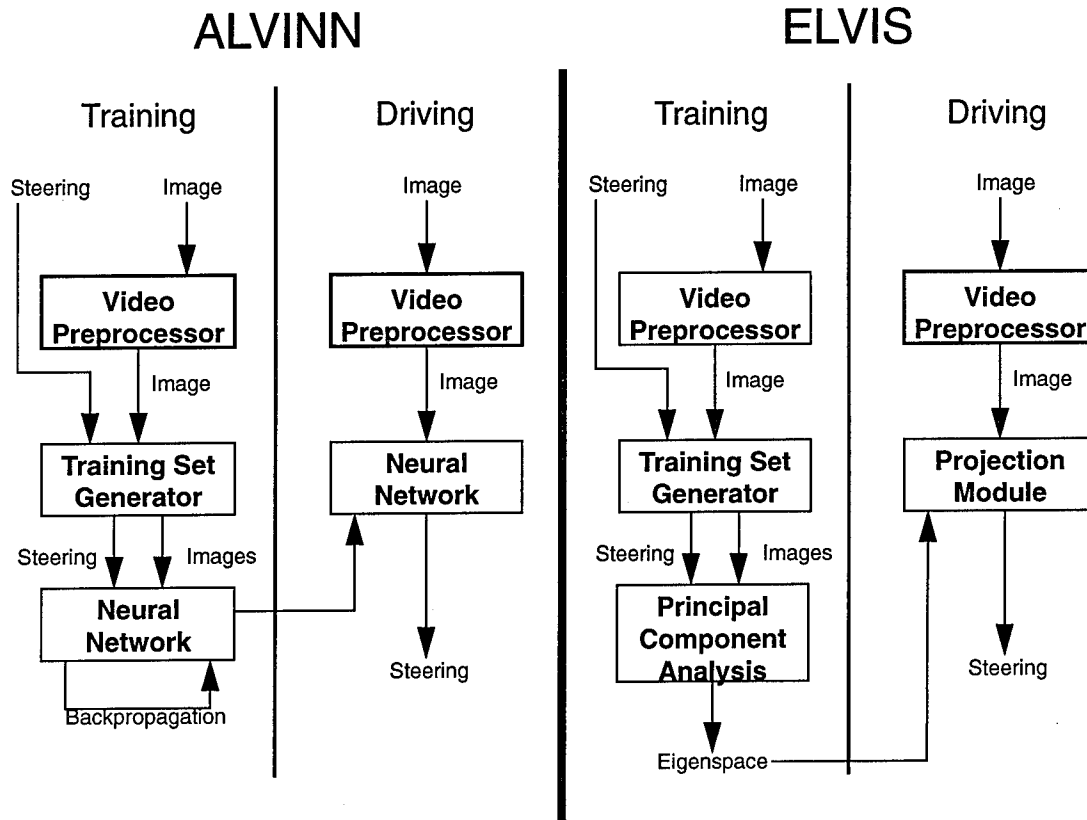 ALVINN
Training
Steering
Image
Video
Preprocessor
Image
Training Set
Generator
Steering
Images
Neural
Network
Backpropagation
Driving
Image
Video
Preprocessor
Image
Neural
Network
Steering
ELVIS
Training
Steering
Image
Video
Preprocessor
Image
Training Set
Generator
Steering
Images
Principal
Component
Analysis
Eigenspace
Driving
Image
Video
Preprocessor
Image
Projection
Module
Steering